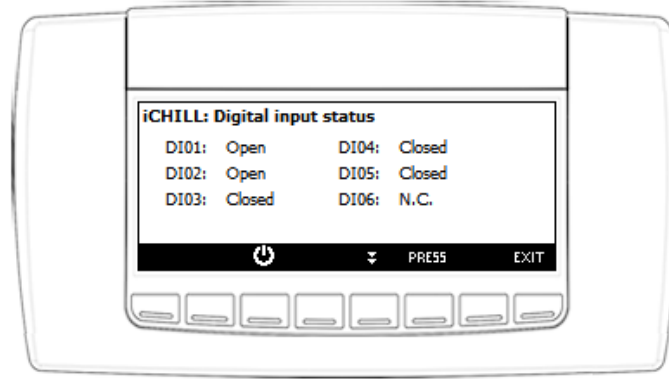 iCHILL: Digital input status
DI01: Open DI04: Closed
DI02: Open DI05: Closed
DI03: Closed DI06: N.C.
PRESS EXIT